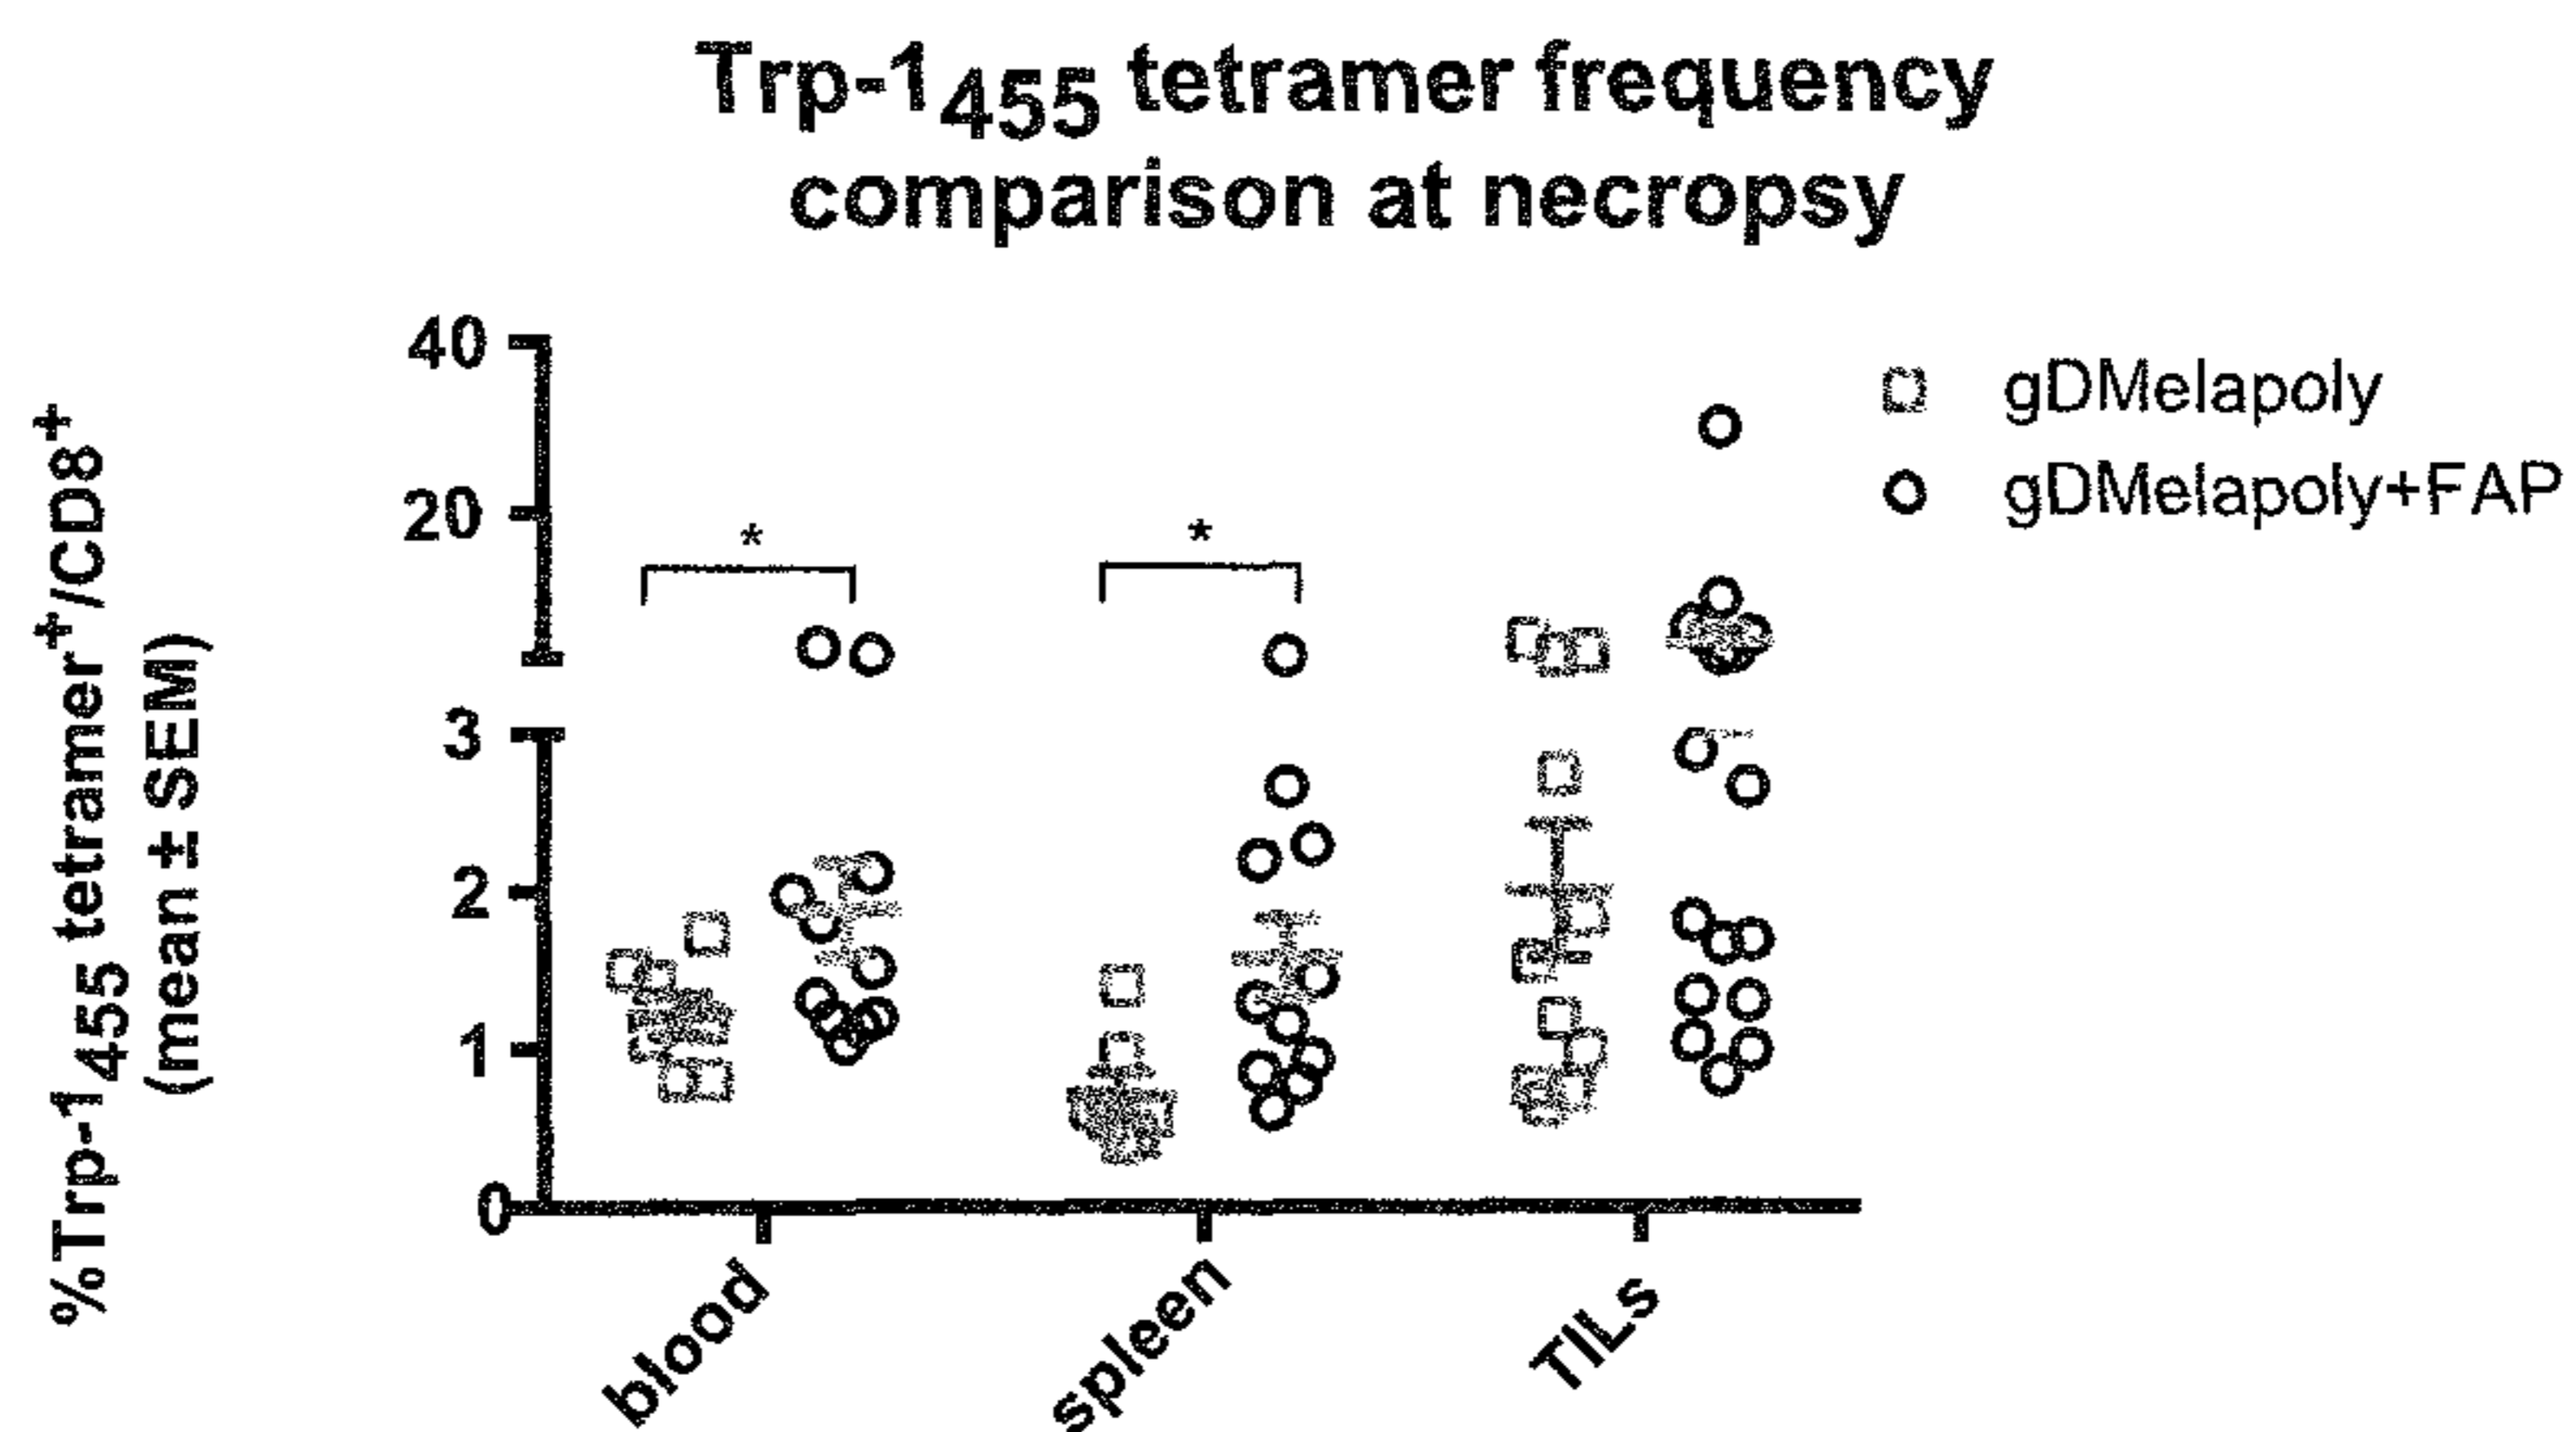 Trp-1455 tetramer frequency
comparison at necropsy
%Trp-1455 tetramer+/CD8+
(mean ± SEM)
40
20
3
2
1
0
*
*
gDMelapoly
gDMelapoly+FAP
blood
spleen
TILs